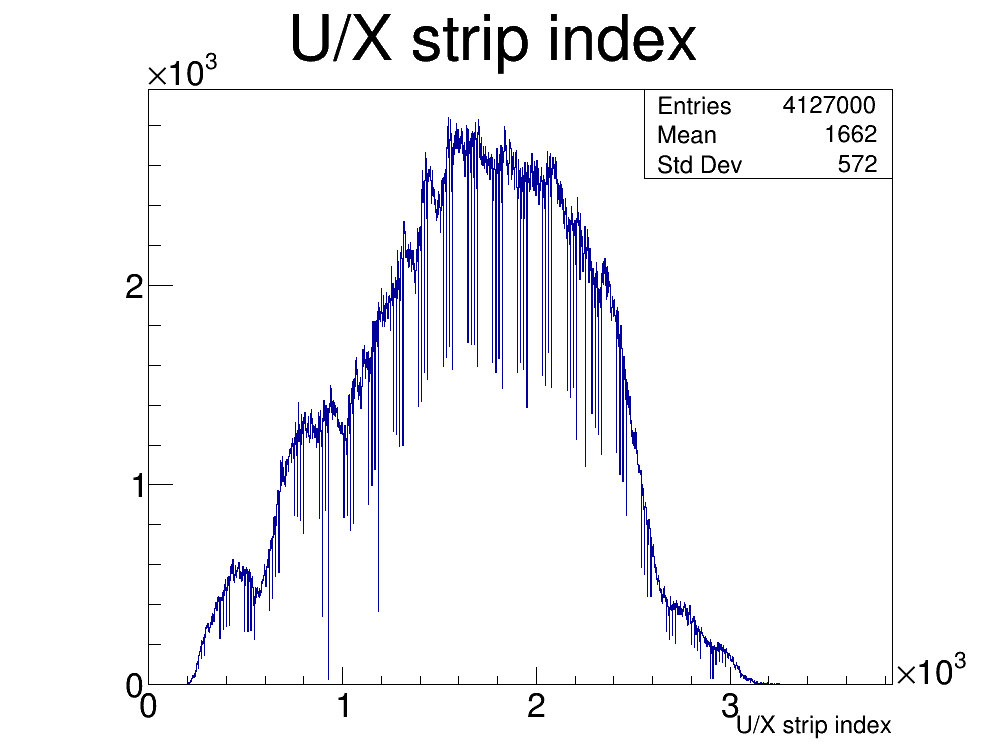 U/X strip index
×10³
Entries 4127000
Mean 1662
Std Dev 572
2
1
0
0 1 2 3
×10³
U/X strip index